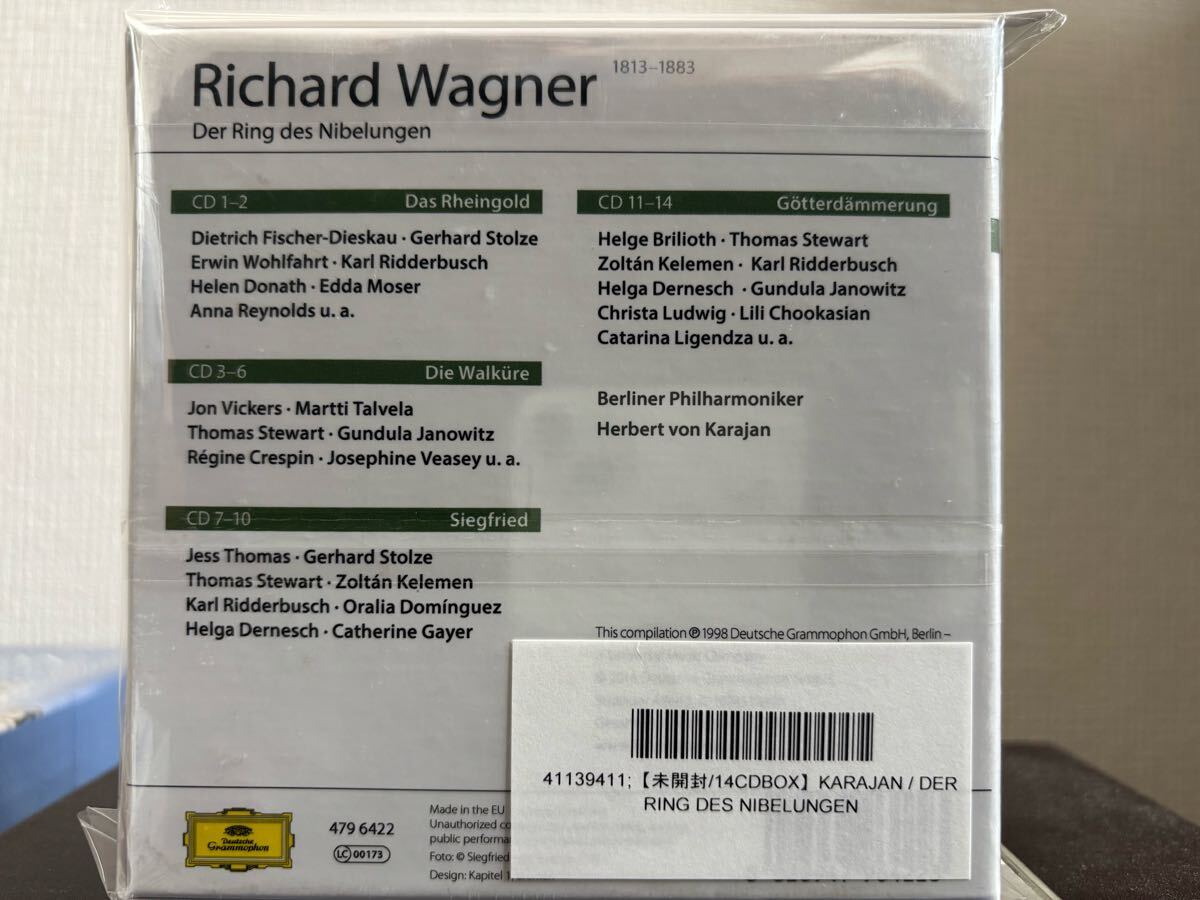 Richard Wagner 1813–1883
Der Ring des Nibelungen
CD 1–2 Das Rheingold
Dietrich Fischer-Dieskau · Gerhard Stolze
Erwin Wohlfahrt · Karl Ridderbusch
Helen Donath · Edda Moser
Anna Reynolds u. a.
CD 3–6 Die Walküre
Jon Vickers · Martti Talvela
Thomas Stewart · Gundula Janowitz
Régine Crespin · Josephine Veasey u. a.
CD 7–10 Siegfried
Jess Thomas · Gerhard Stolze
Thomas Stewart · Zoltán Kelemen
Karl Ridderbusch · Oralia Domínguez
Helga Dernesch · Catherine Gayer
CD 11–14 Götterdämmerung
Helge Brilioth · Thomas Stewart
Zoltán Kelemen · Karl Ridderbusch
Helga Dernesch · Gundula Janowitz
Christa Ludwig · Lili Chookasian
Catarina Ligendza u. a.
Berliner Philharmoniker
Herbert von Karajan
This compilation ℗ 1998 Deutsche Grammophon GmbH, Berlin –
41139411;【未開封/14CDBOX】KARAJAN / DER
RING DES NIBELUNGEN
Deutsche
Grammophon
479 6422
LC 00173
Made in the EU
Unauthorized
public
Foto: © Siegfried
Design: Kapitel